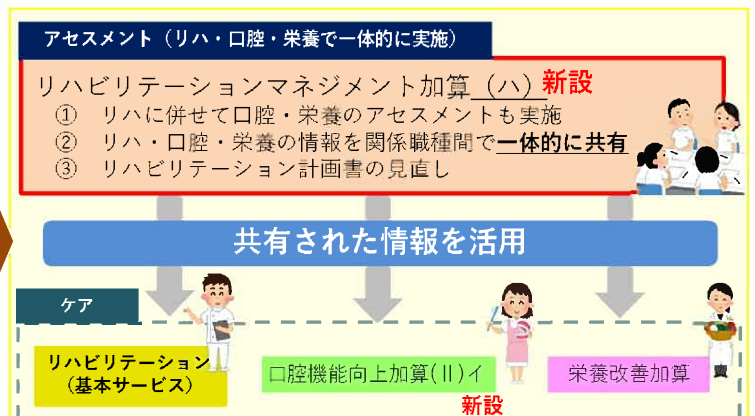 アセスメント（リハ・口腔・栄養で一体的に実施）
リハビリテーションマネジメント加算（ハ）新設
① リハに併せて口腔・栄養のアセスメントも実施
② リハ・口腔・栄養の情報を関係職種間で一体的に共有
③ リハビリテーション計画書の見直し
共有された情報を活用
ケア
リハビリテーション
（基本サービス）
口腔機能向上加算(Ⅱ)イ
新設
栄養改善加算